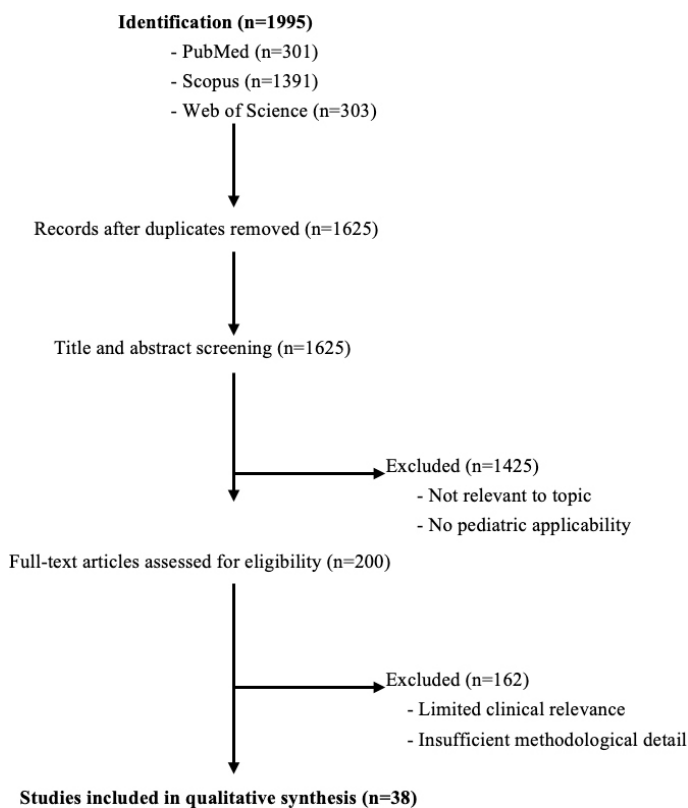 Identification (n=1995)
- PubMed (n=301)
- Scopus (n=1391)
- Web of Science (n=303)
Records after duplicates removed (n=1625)
Title and abstract screening (n=1625)
Excluded (n=1425)
- Not relevant to topic
- No pediatric applicability
Full-text articles assessed for eligibility (n=200)
Excluded (n=162)
- Limited clinical relevance
- Insufficient methodological detail
Studies included in qualitative synthesis (n=38)